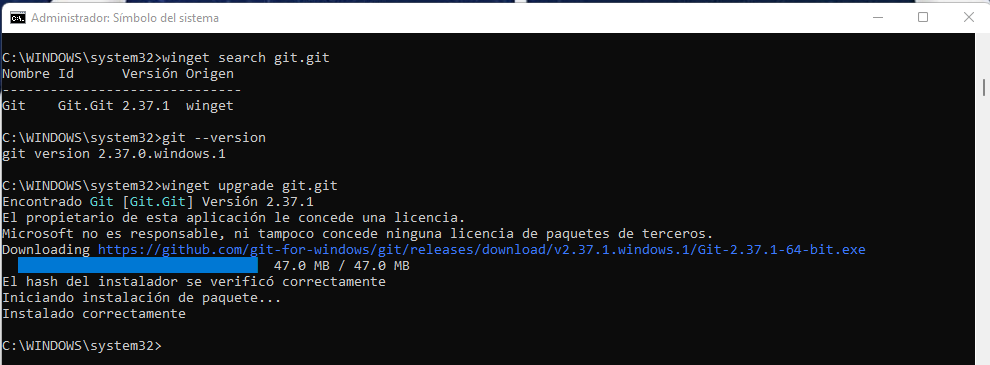 Administrador: Símbolo del sistema
C:\WINDOWS\system32>winget search git.git
Nombre Id      Versión Origen
------------------------------
Git    Git.Git 2.37.1  winget
C:\WINDOWS\system32>git --version
git version 2.37.0.windows.1
C:\WINDOWS\system32>winget upgrade git.git
Encontrado Git [Git.Git] Versión 2.37.1
El propietario de esta aplicación le concede una licencia.
Microsoft no es responsable, ni tampoco concede ninguna licencia de paquetes de terceros.
Downloading https://github.com/git-for-windows/git/releases/download/v2.37.1.windows.1/Git-2.37.1-64-bit.exe
47.0 MB / 47.0 MB
El hash del instalador se verificó correctamente
Iniciando instalación de paquete...
Instalado correctamente
C:\WINDOWS\system32>